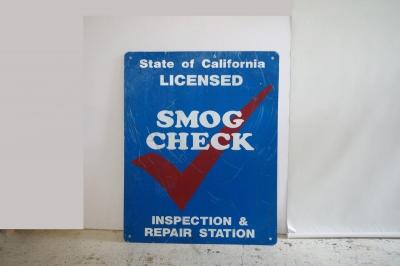 State of California
LICENSED
SMOG
CHECK
INSPECTION &
REPAIR STATION